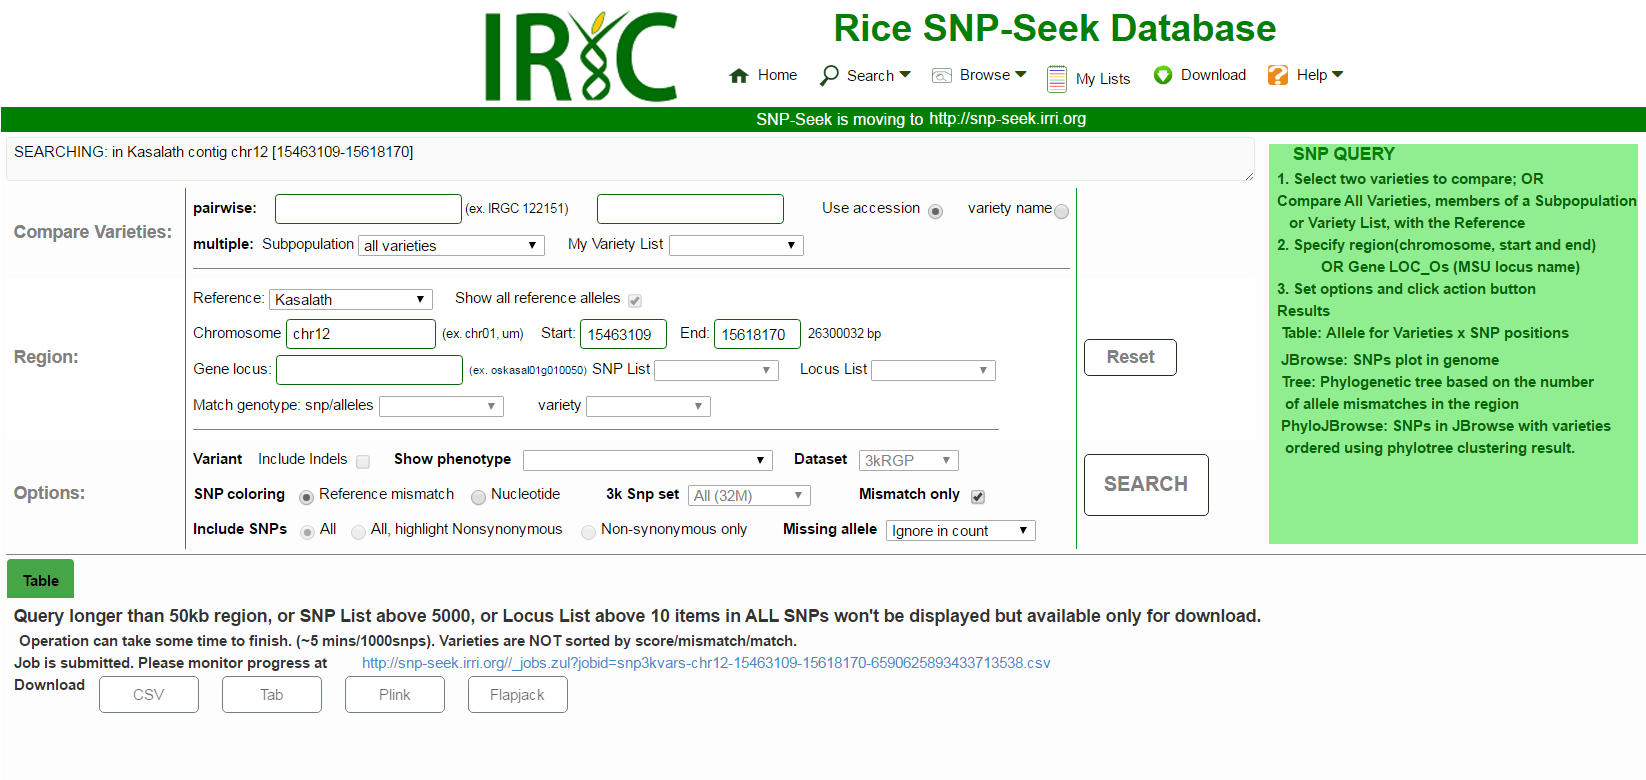 IRIC
Rice SNP-Seek Database
Home Search Browse My Lists Download Help
SNP-Seek is moving to http://snp-seek.irri.org
SEARCHING: in Kasalath contig chr12 [15463109-15618170]
Compare Varieties:
pairwise: (ex. IRGC 122151) Use accession variety name
multiple: Subpopulation all varieties My Variety List
Region:
Reference: Kasalath Show all reference alleles
Chromosome chr12 (ex. chr01, um) Start: 15463109 End: 15618170 26300032 bp
Gene locus: (ex. oskasal01g010050) SNP List Locus List
Match genotype: snp/alleles variety
Reset
Options:
Variant Include Indels Show phenotype Dataset 3kRGP
SNP coloring Reference mismatch Nucleotide 3k Snp set All (32M) Mismatch only
Include SNPs All All, highlight Nonsynonymous Non-synonymous only Missing allele Ignore in count
SEARCH
SNP QUERY
1. Select two varieties to compare; OR
Compare All Varieties, members of a Subpopulation
or Variety List, with the Reference
2. Specify region(chromosome, start and end)
OR Gene LOC_Os (MSU locus name)
3. Set options and click action button
Results
Table: Allele for Varieties x SNP positions
JBrowse: SNPs plot in genome
Tree: Phylogenetic tree based on the number
of allele mismatches in the region
PhyloJBrowse: SNPs in JBrowse with varieties
ordered using phylotree clustering result.
Table
Query longer than 50kb region, or SNP List above 5000, or Locus List above 10 items in ALL SNPs won't be displayed but available only for download.
Operation can take some time to finish. (~5 mins/1000snps). Varieties are NOT sorted by score/mismatch/match.
Job is submitted. Please monitor progress at http://snp-seek.irri.org//_jobs.zul?jobid=snp3kvars-chr12-15463109-15618170-6590625893433713538.csv
Download CSV Tab Plink Flapjack